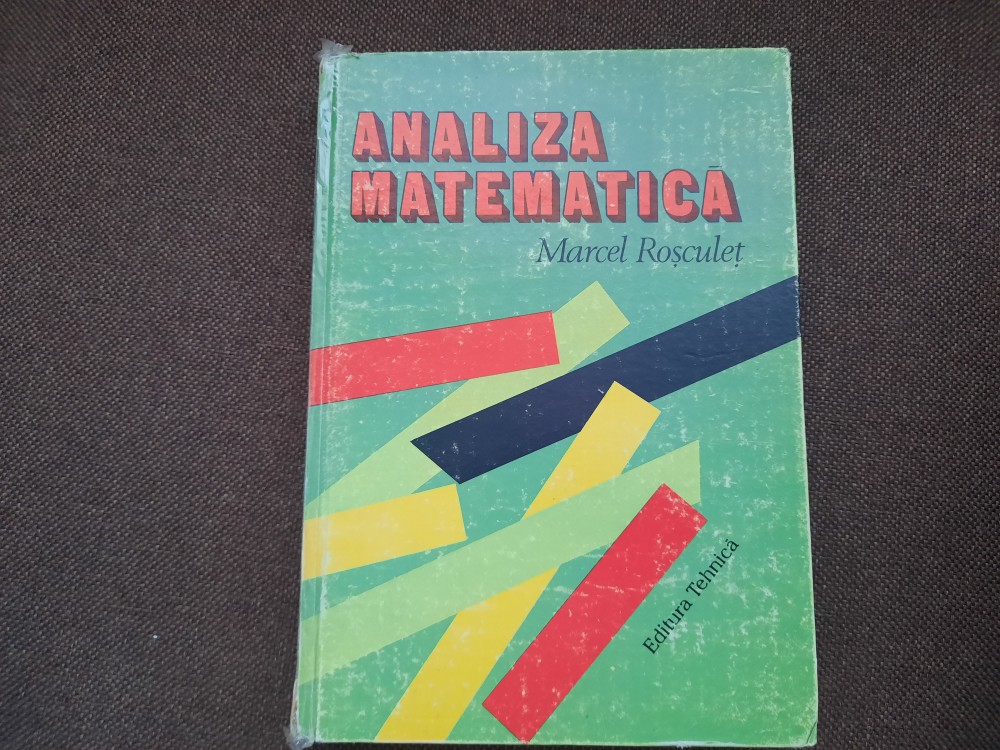 ANALIZA
MATEMATICĂ
Marcel Roșculeț
Editura Tehnică